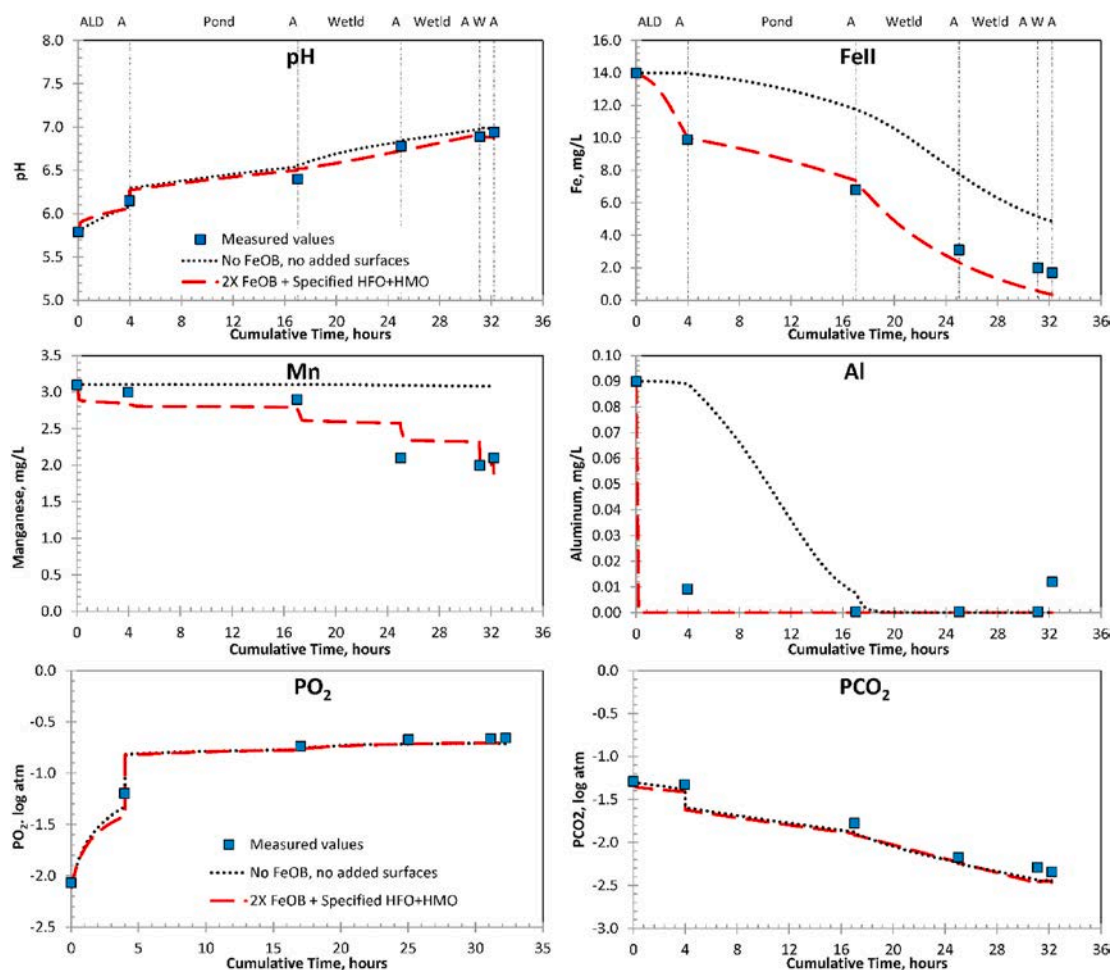 ALD A Pond A Wetld A Wetld A W A
ALD A Pond A Wetld A Wetld A W A
pH
8.0
7.0
6.5
6.0
5.5
5.0
pH
Measured values
No FeOB, no added surfaces
2X FeOB + Specified HFO+HMO
0 4 8 12 16 20 24 28 32 36
Cumulative Time, hours
FeII
16.0
14.0
12.0
10.0
8.0
6.0
4.0
2.0
0.0
Fe, mg/L
0 4 8 12 16 20 24 28 32 36
Cumulative Time, hours
Mn
3.5
3.0
2.5
2.0
1.5
1.0
0.5
0.0
Manganese, mg/L
0 4 8 12 16 20 24 28 32 36
Cumulative Time, hours
Al
0.10
0.09
0.08
0.07
0.06
0.05
0.04
0.03
0.02
0.01
0.00
Aluminum, mg/L
0 4 8 12 16 20 24 28 32 36
Cumulative Time, hours
PO2
0.0
-0.5
-1.0
-1.5
-2.0
-2.5
PO2, log atm
Measured values
No FeOB, no added surfaces
2X FeOB + Specified HFO+HMO
0 5 10 15 20 25 30 35
Cumulative Time, hours
PCO2
-0.5
-1.0
-1.5
-2.0
-2.5
-3.0
PCO2, log atm
0 4 8 12 16 20 24 28 32 36
Cumulative Time, hours